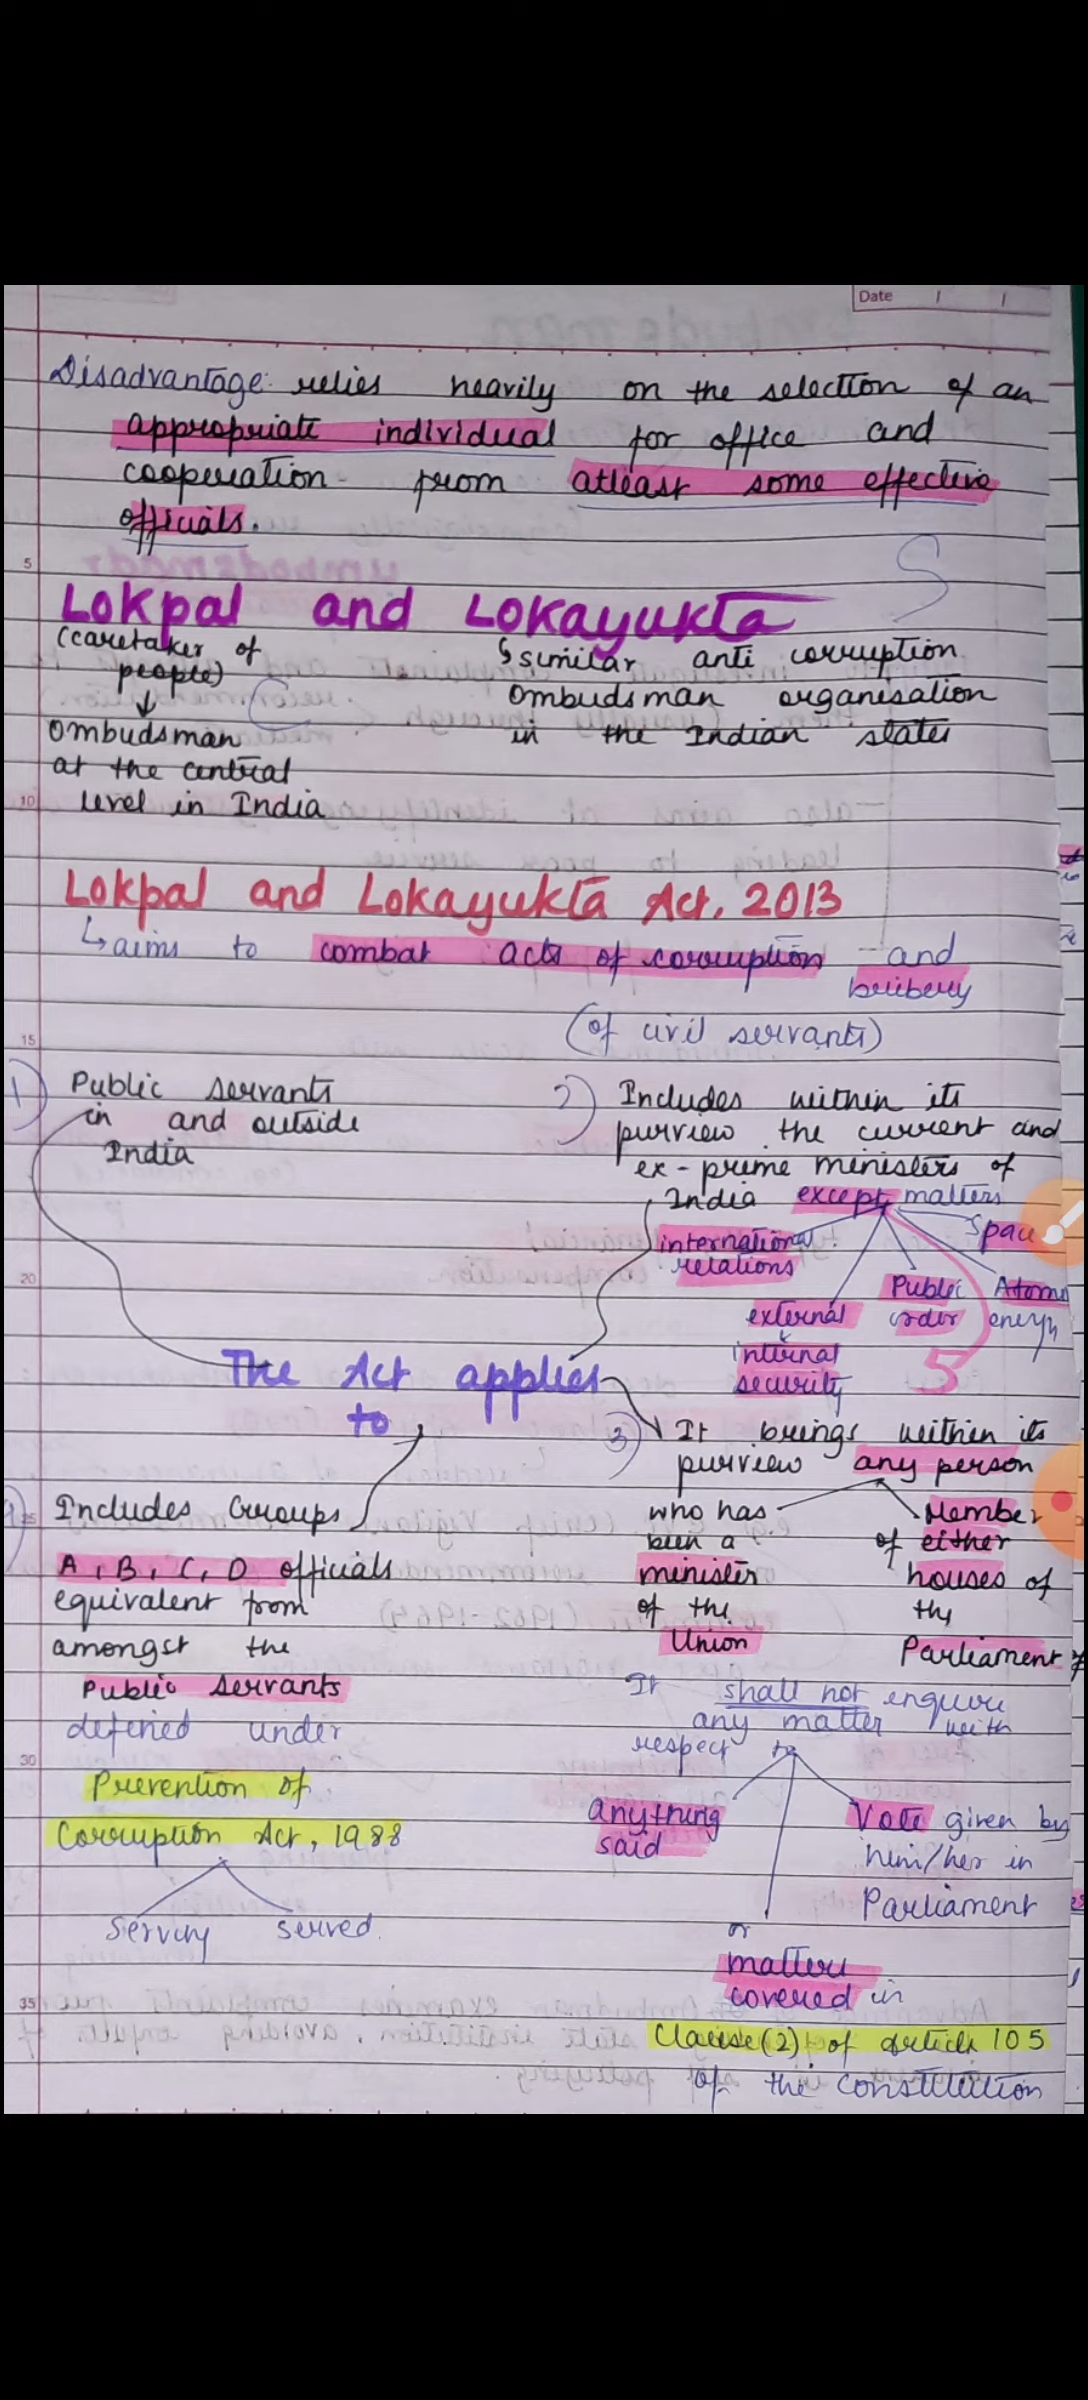 Date / /
Disadvantage: relies heavily on the selection of an
appropriate individual for office and
cooperation from atleast some effective
officials.
5
Lokpal and Lokayukta
(caretaker of
people)
↓
ombudsman
at the central
level in India
↳ similar anti corruption
ombudsman organisation
in the Indian states
10
Lokpal and Lokayukta Act, 2013
↳ aims to combat acts of corruption and
bribery
(of civil servants)
15
1) Public servants
in and outside
India
2) Includes within its
purview the current and
ex-prime ministers of
India except matters
international
relations
external
internal
security
Public
order
Atomic
energy
Space
5
20
The Act applies
to
3) It brings within its
purview any person
who has
been a
minister
of the
Union
Member
of either
houses of
the
Parliament
It shall not enquire
any matter with
respect to
anything
said
Vote given by
him/her in
Parliament
or
matters
covered in
Clause (2) of Article 105
of the constitution
25
Includes Groups
A, B, C, D officials
equivalent from
amongst the
Public Servants
defined under
30
Prevention of
Corruption Act, 1988
Serving served
35